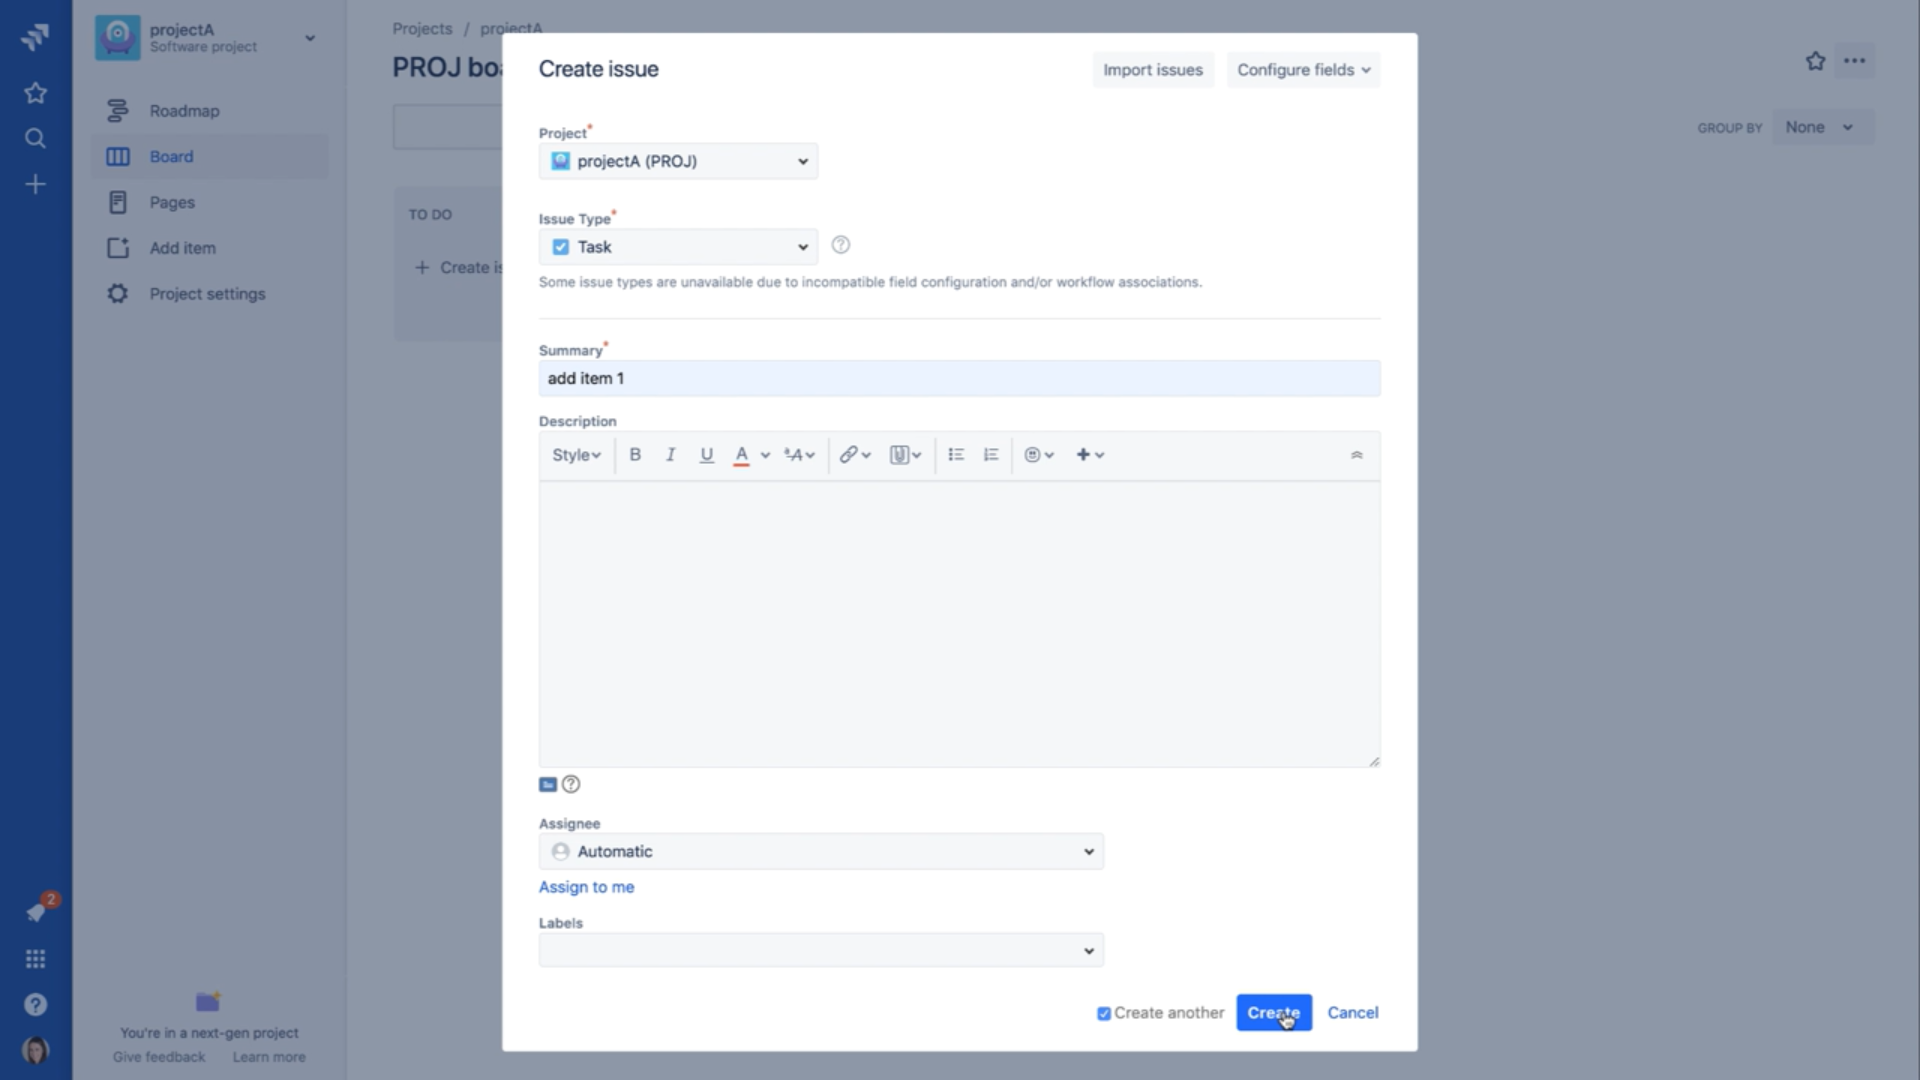 projectA
Software project
Roadmap
Board
Pages
Add item
Project settings
2
You're in a next-gen project
Give feedback Learn more
Projects / projectA
PROJ
TO DO
+ Create
GROUP BY None
Create issue
Import issues
Configure fields
Project*
projectA (PROJ)
Issue Type*
Task
Some issue types are unavailable due to incompatible field configuration and/or workflow associations.
Summary*
add item 1
Description
Style B I U A
Assignee
Automatic
Assign to me
Labels
Create another
Create
Cancel